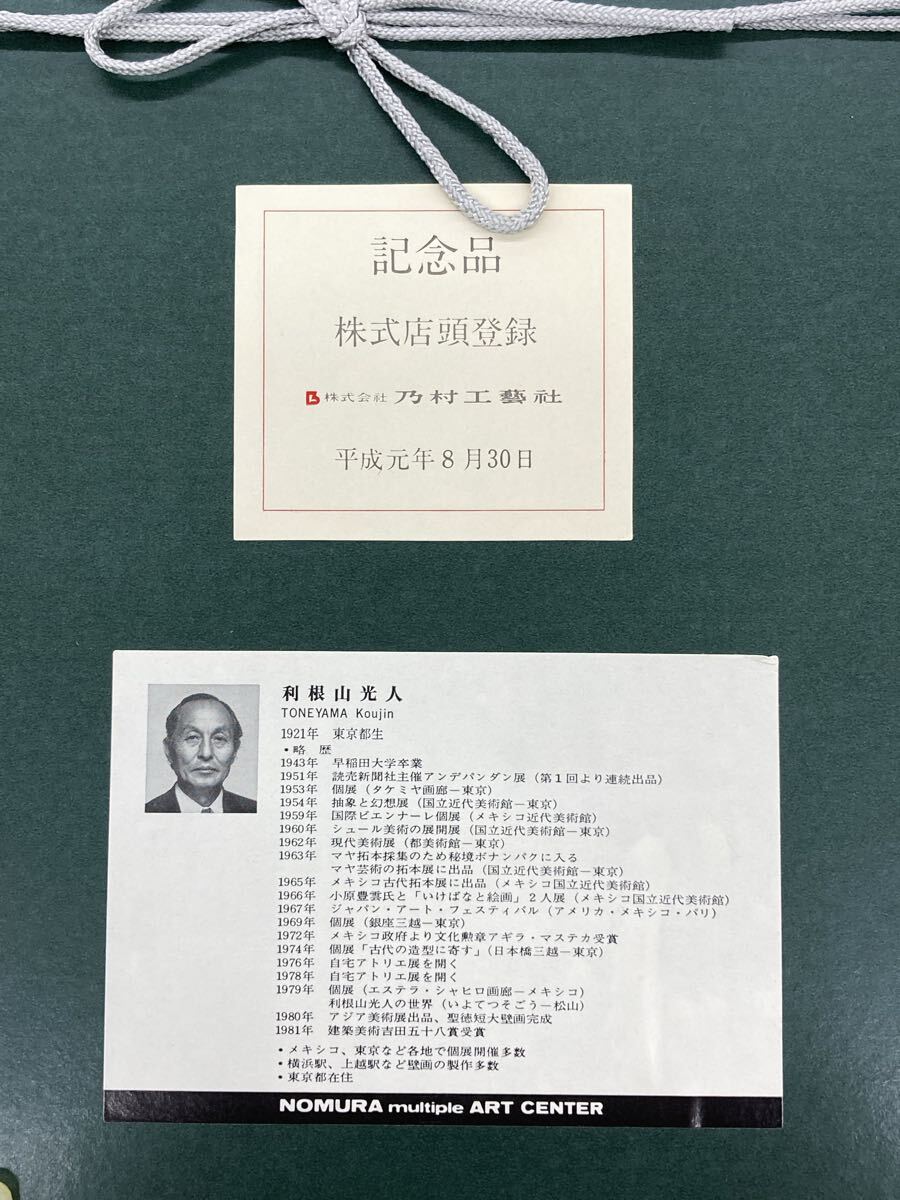 記念品
株式店頭登録
株式会社 乃村工藝社
平成元年8月30日
利根山光人
TONEYAMA Koujin
1921年 東京都生
・略 歴
1943年 早稲田大学卒業
1951年 読売新聞社主催アンデパンダン展(第1回より連続出品)
1953年 個展(タケミヤ画廊―東京)
1954年 抽象と幻想展(国立近代美術館―東京)
1959年 国際ビエンナーレ個展(メキシコ近代美術館)
1960年 シュール美術の展開展(国立近代美術館―東京)
1962年 現代美術展(都美術館―東京)
1963年 マヤ拓本採集のため秘境ボナンパクに入る
マヤ芸術の拓本展に出品(国立近代美術館―東京)
1965年 メキシコ古代拓本展に出品(メキシコ国立近代美術館)
1966年 小原豊雲氏と「いけばなと絵画」2人展(メキシコ国立近代美術館)
1967年 ジャパン・アート・フェスティバル(アメリカ・メキシコ・パリ)
1969年 個展(銀座三越―東京)
1972年 メキシコ政府より文化勲章アギラ・マステカ受賞
1974年 個展「古代の造型に寄す」(日本橋三越―東京)
1976年 自宅アトリエ展を開く
1978年 自宅アトリエ展を開く
1979年 個展(エステラ・シャヒロ画廊―メキシコ)
利根山光人の世界(いよてつそごう―松山)
1980年 アジア美術展出品、聖徳短大壁画完成
1981年 建築美術吉田五十八賞受賞
・メキシコ、東京など各地で個展開催多数
・横浜駅、上越駅など壁画の製作多数
・東京都在住
NOMURA multiple ART CENTER